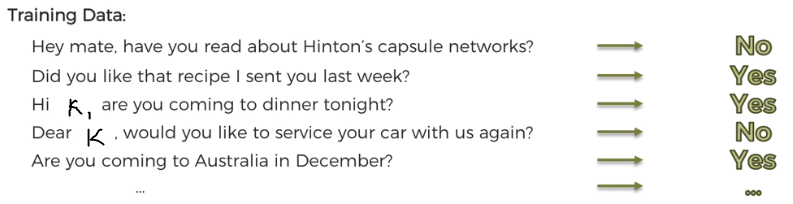 Training Data:
Hey mate, have you read about Hinton's capsule networks? No
Did you like that recipe I sent you last week? Yes
Hi K, are you coming to dinner tonight? Yes
Dear K, would you like to service your car with us again? No
Are you coming to Australia in December? Yes
... ...